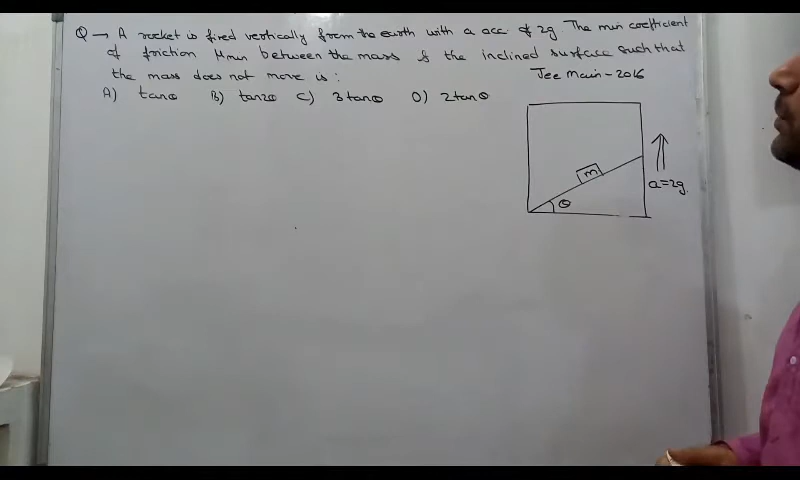 Q → A rocket is fired vertically from the earth with a acc of 2g. The min coefficient
of friction μmin between the mass & the inclined surface such that
the mass does not move is :
Jee Main - 2016
A) tanθ B) tan2θ C) 3tanθ D) 2tanθ
m
θ
a=2g.